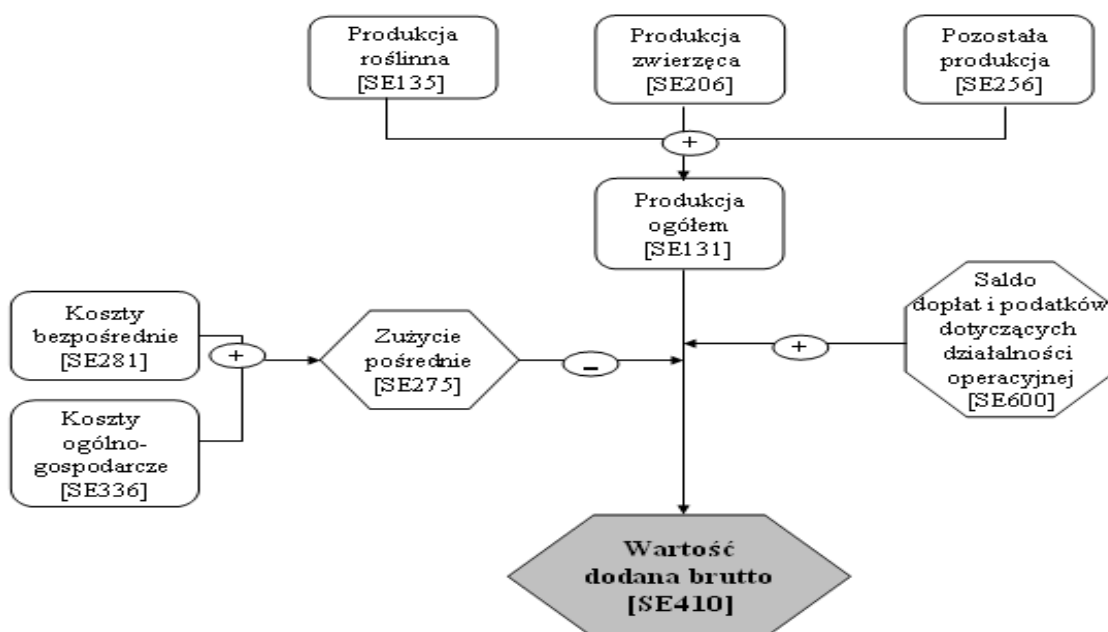 Produkcja
roślinna
[SE135]
Produkcja
zwierzęca
[SE206]
Pozostała
produkcja
[SE256]
+
Produkcja
ogółem
[SE131]
Koszty
bezpośrednie
[SE281]
+
Koszty
ogólno-
gospodarcze
[SE336]
Zużycie
pośrednie
[SE275]
–
+
Saldo
dopłat i podatków
dotyczących
działalności
operacyjnej
[SE600]
Wartość
dodana brutto
[SE410]